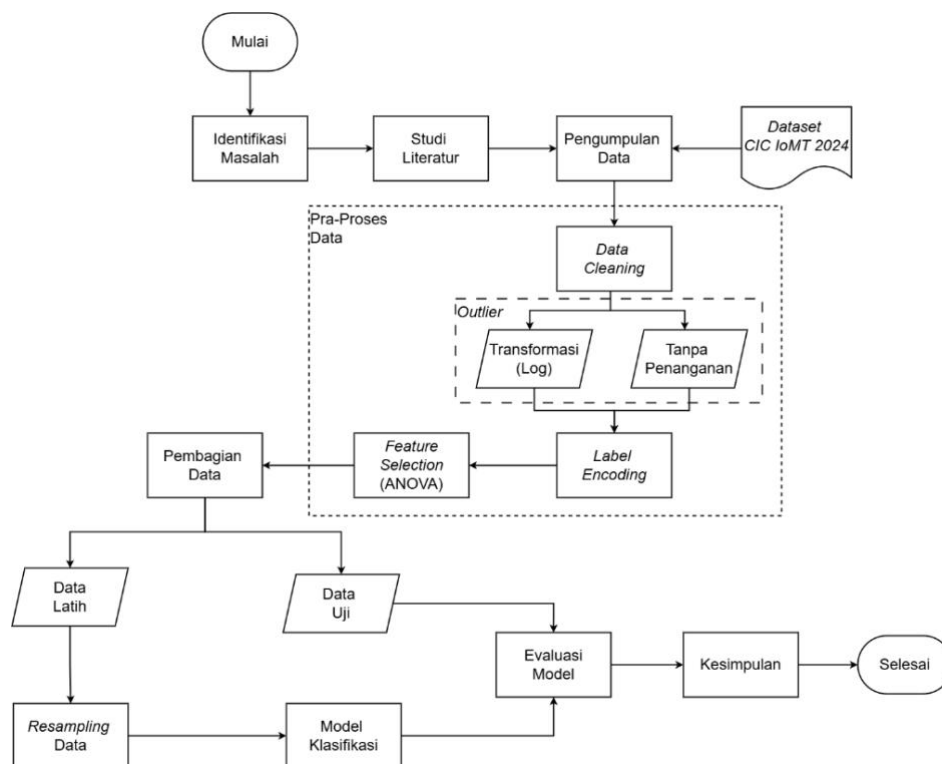 Mulai
Identifikasi
Masalah
Studi
Literatur
Pengumpulan
Data
Dataset
CIC IoMT 2024
Pra-Proses
Data
Data
Cleaning
Outlier
Transformasi
(Log)
Tanpa
Penanganan
Label
Encoding
Feature
Selection
(ANOVA)
Pembagian
Data
Data
Latih
Data
Uji
Resampling
Data
Model
Klasifikasi
Evaluasi
Model
Kesimpulan
Selesai